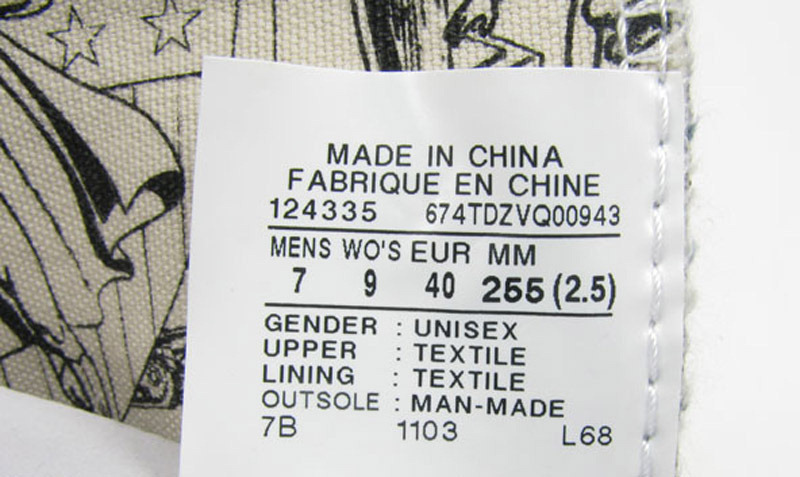 MADE IN CHINA
FABRIQUE EN CHINE
124335 674TDZVQ00943
MENS WO'S EUR MM
7 9 40 255 (2.5)
GENDER : UNISEX
UPPER : TEXTILE
LINING : TEXTILE
OUTSOLE : MAN-MADE
7B 1103 L68